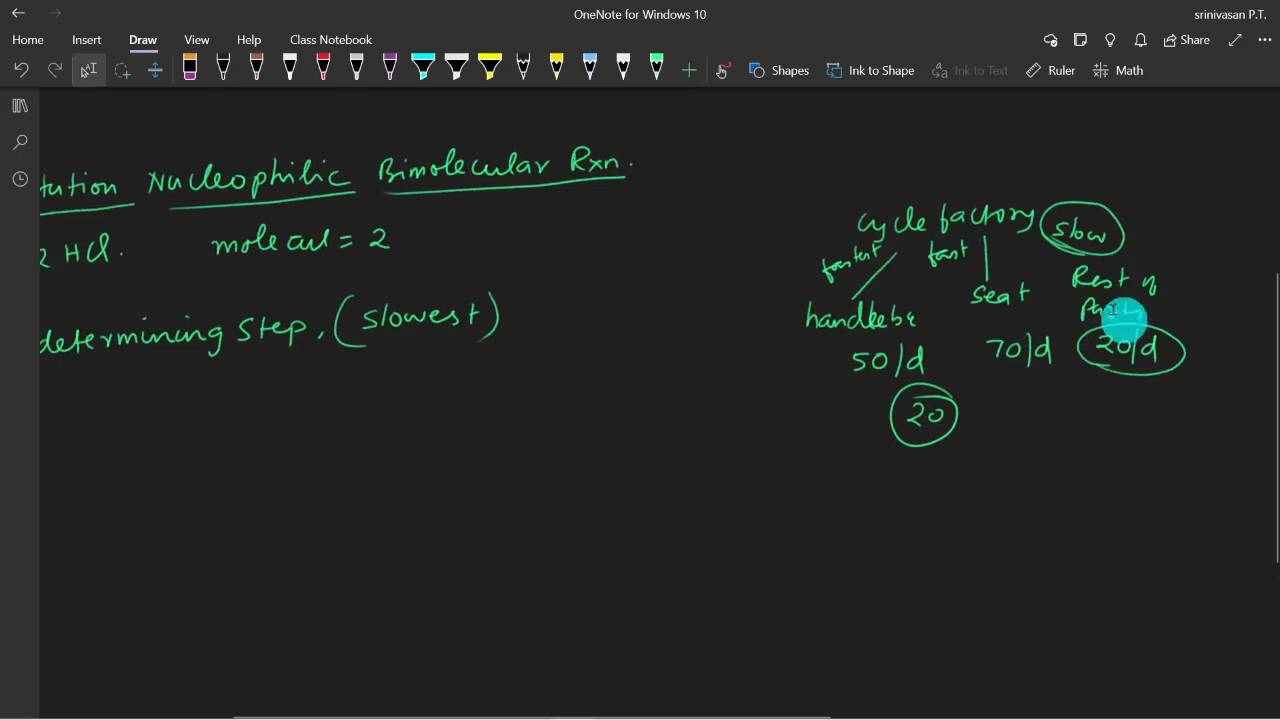 OneNote for Windows 10
srinivasan P.T.
Home Insert Draw View Help Class Notebook
Share
Shapes Ink to Shape Ink to Text Ruler Math
tution Nucleophilic Bimolecular Rxn.
2 HCl. molecul = 2
determining step, (slowest)
cycle factory slow
fastest fast
handlebar seat Rest of
50/d 70/d 20/d
20